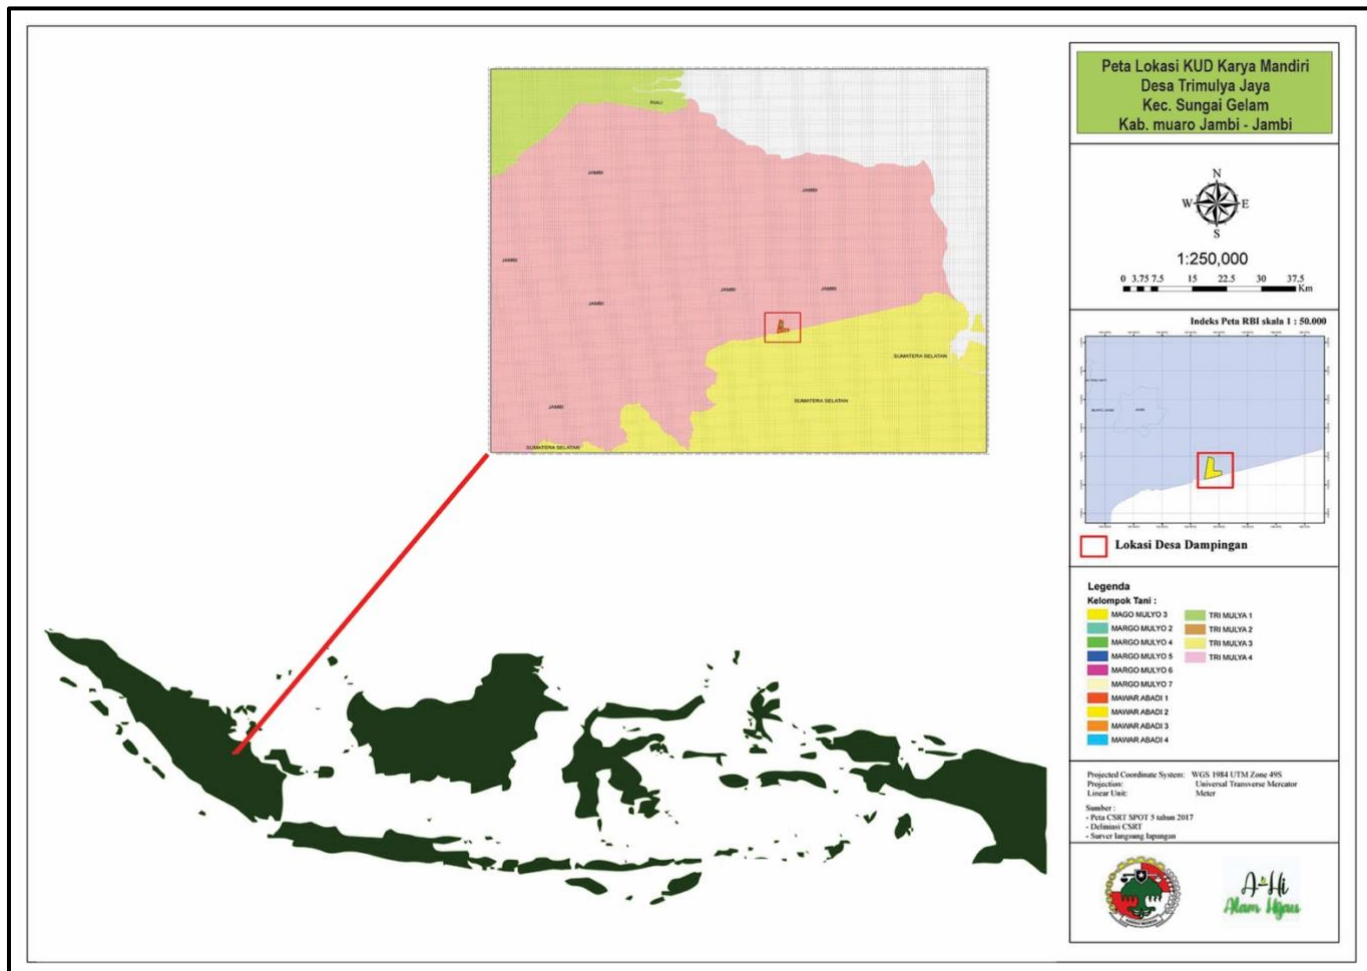 Peta Lokasi KUD Karya Mandiri
Desa Trimulya Jaya
Kec. Sungai Gelam
Kab. muaro Jambi - Jambi
N
W E
S
1:250,000
0 3.75 7.5 15 22.5 30 37.5
Km
Indeks Peta RBI skala 1 : 50.000
Lokasi Desa Dampingan
Legenda
Kelompok Tani :
MAGO MULYO 3
MARGO MULYO 2
MARGO MULYO 4
MARGO MULYO 5
MARGO MULYO 6
MARGO MULYO 7
MAWAR ABADI 1
MAWAR ABADI 2
MAWAR ABADI 3
MAWAR ABADI 4
TRI MULYA 1
TRI MULYA 2
TRI MULYA 3
TRI MULYA 4
Projected Coordinate System: WGS 1984 UTM Zone 49S
Projection: Universal Transverse Mercator
Linear Unit: Meter
Sumber :
- Peta CSRT SPOT 5 tahun 2017
- Deliniasi CSRT
- Surver langsung lapangan
A-Hi
Alam Hijau
RIAU
JAMBI
JAMBI
JAMBI
JAMBI
JAMBI
JAMBI
JAMBI
SUMATERA SELATAN
SUMATERA SELATAN
SUMATERA SELATAN